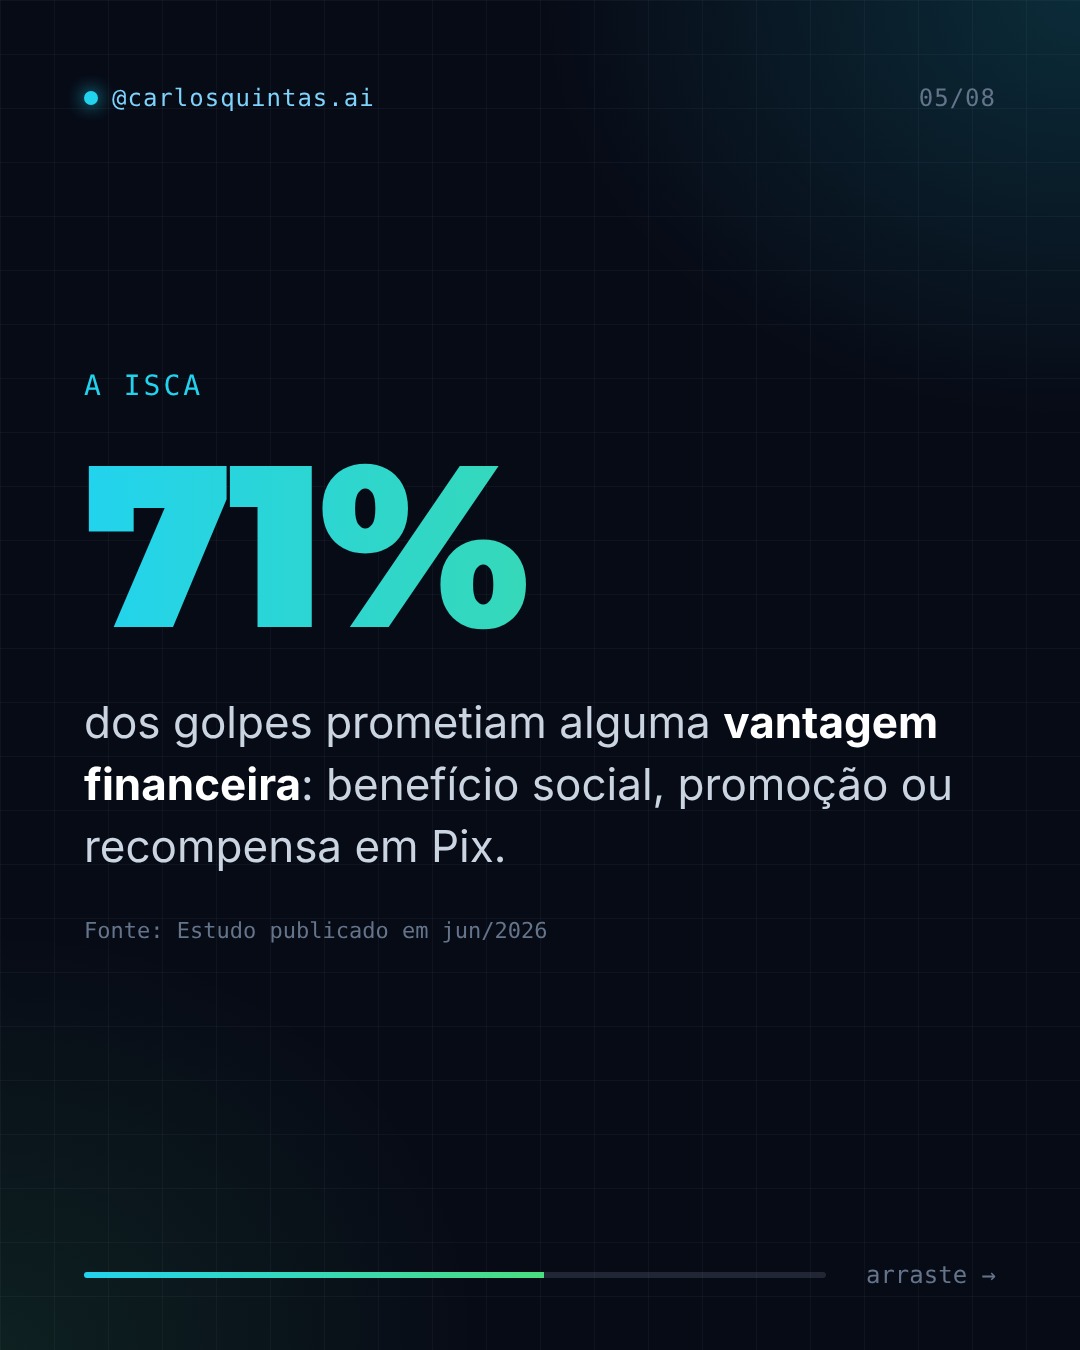 @carlosquintas.ai
05/08
A ISCA
71%
dos golpes prometiam alguma vantagem
financeira: benefício social, promoção ou
recompensa em Pix.
Fonte: Estudo publicado em jun/2026
arraste →